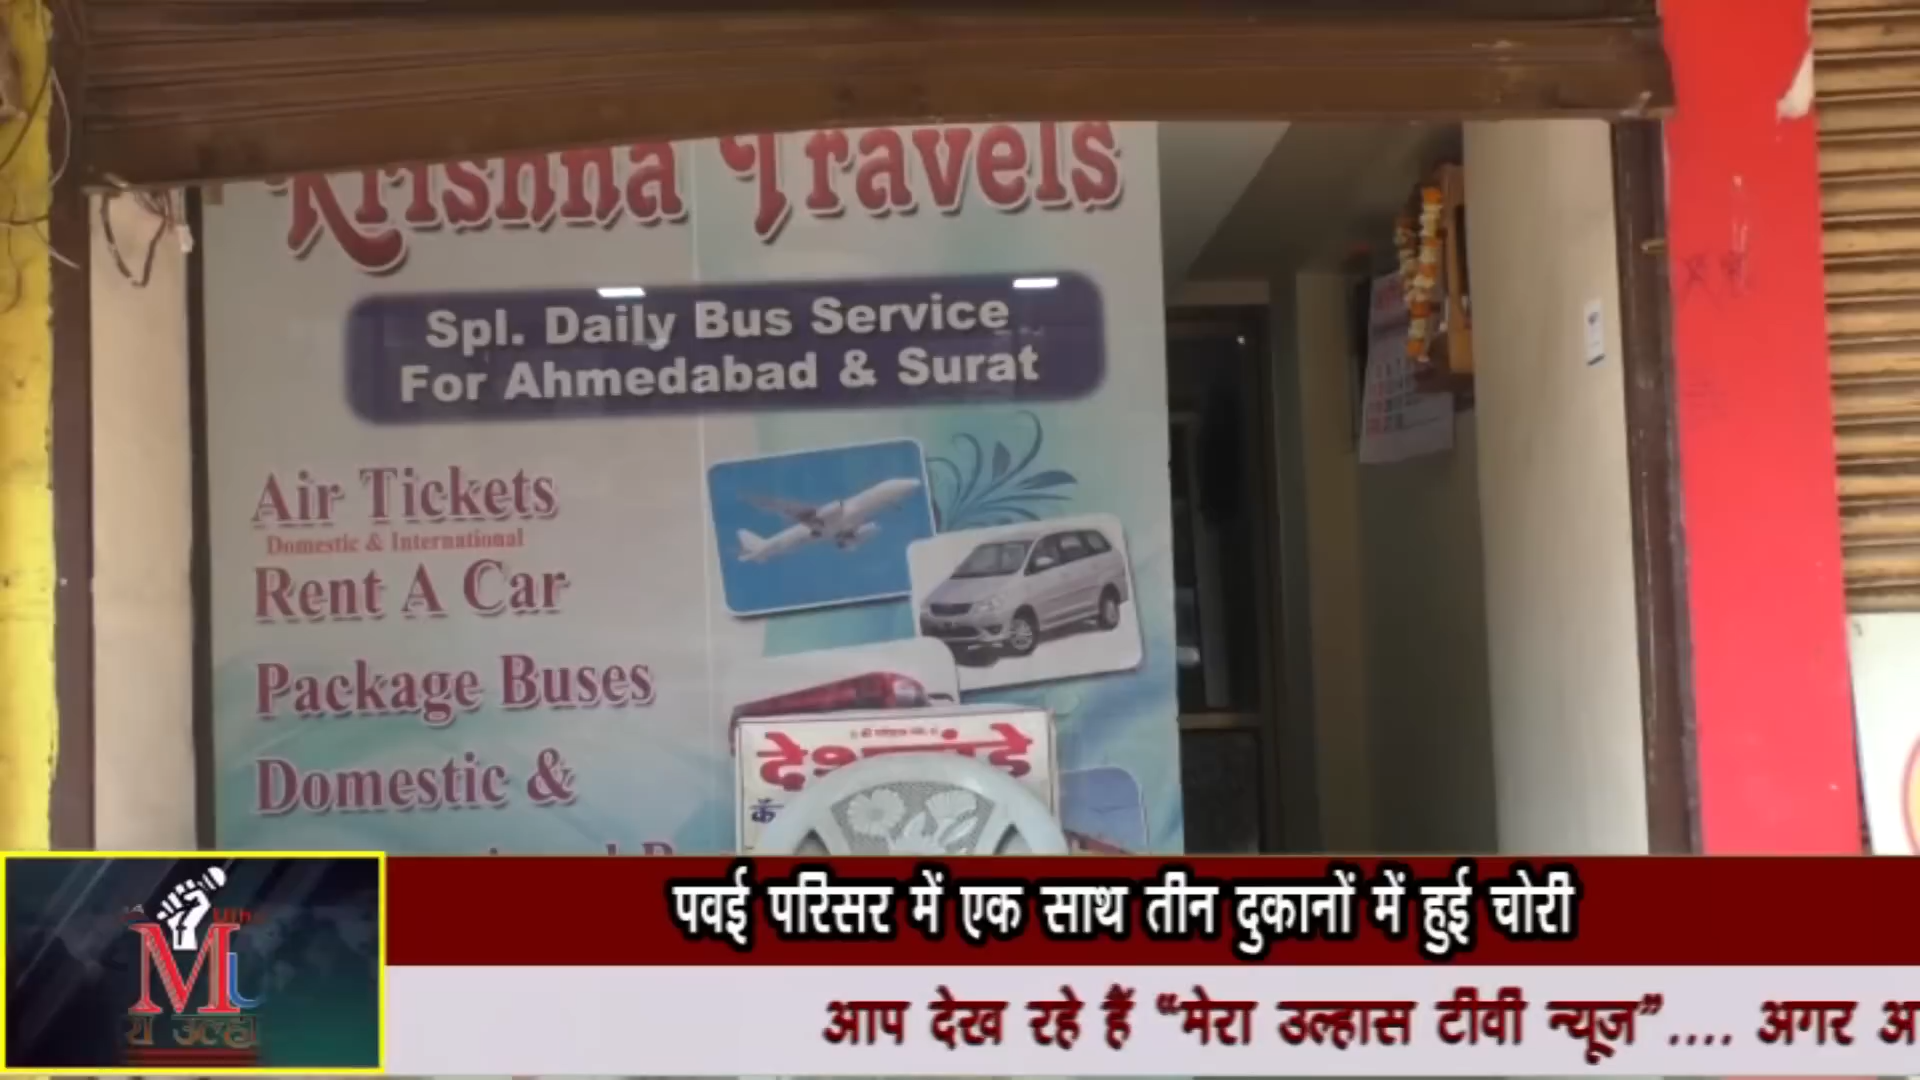 Krishna Travels
Spl. Daily Bus Service
For Ahmedabad & Surat
Air Tickets
Domestic & International
Rent A Car
Package Buses
Domestic &
पवई परिसर में एक साथ तीन दुकानों में हुई चोरी
आप देख रहे हैं “मेरा उल्हास टीवी न्यूज”.... अगर